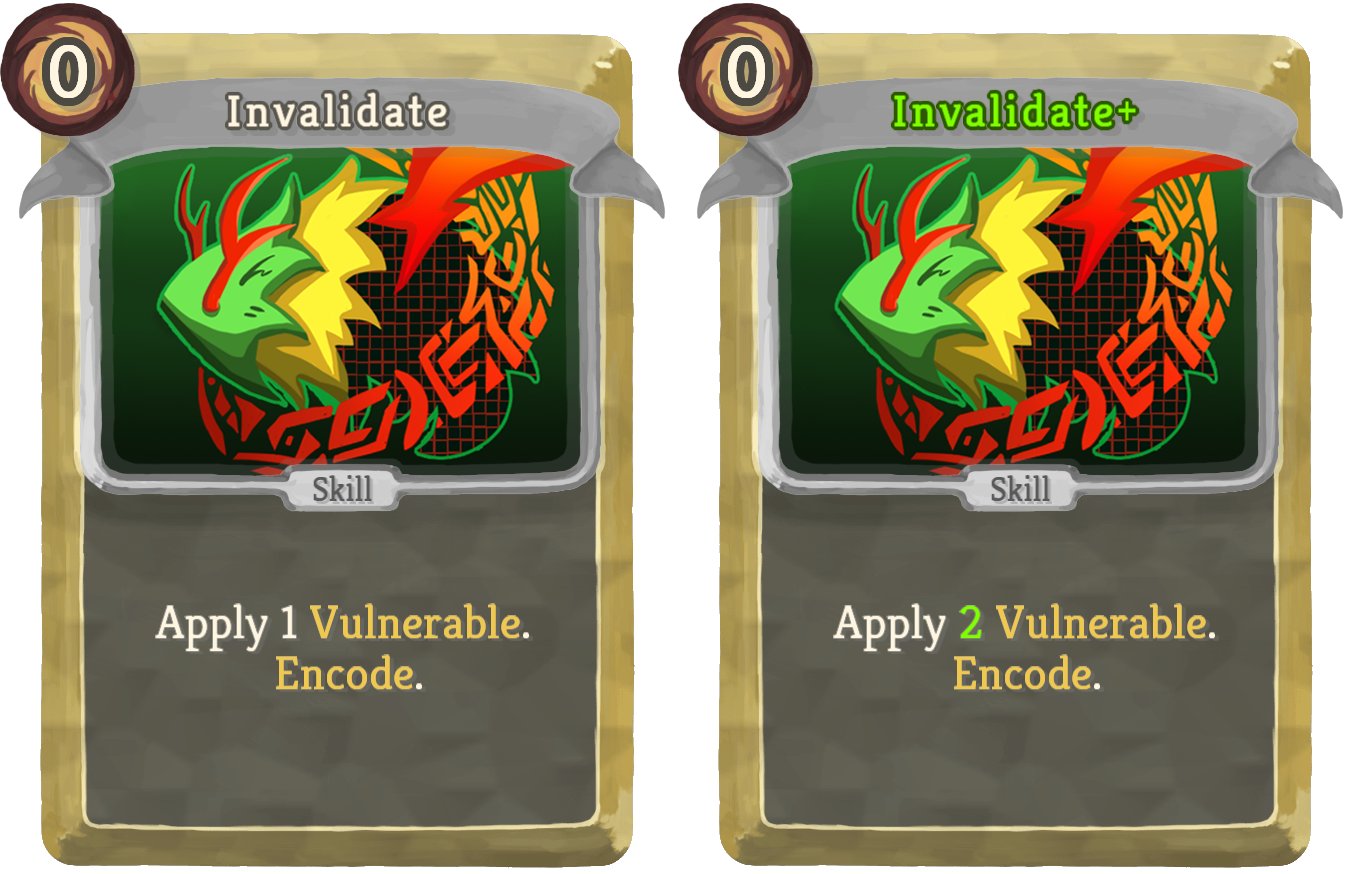 0
Invalidate
Skill
Apply 1 Vulnerable.
Encode.
0
Invalidate+
Skill
Apply 2 Vulnerable.
Encode.